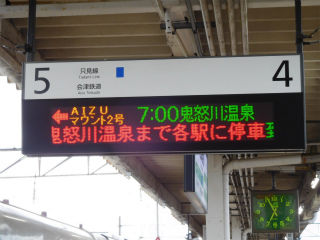 5
只見線
Tadami Line
会津鉄道
Aizu Tetsudo
4
AIZU
マウント2号
7:00鬼怒川温泉
鬼怒川温泉まで各駅に停車